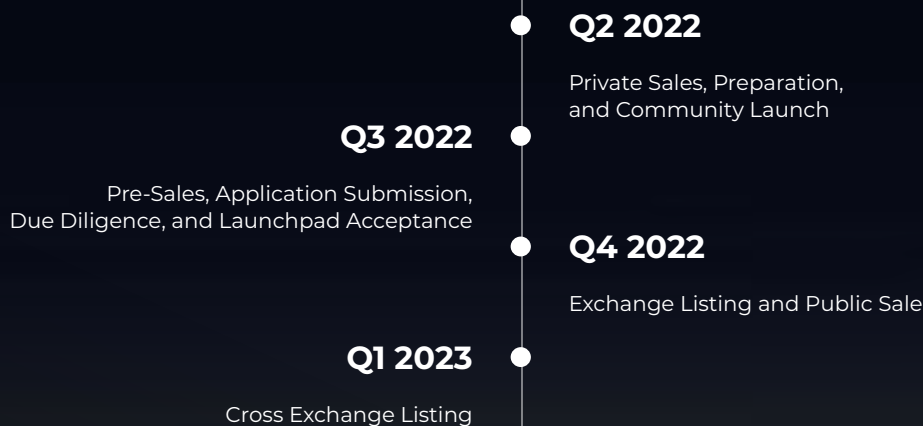 Q2 2022
Private Sales, Preparation,
and Community Launch
Q3 2022
Pre-Sales, Application Submission,
Due Diligence, and Launchpad Acceptance
Q4 2022
Exchange Listing and Public Sale
Q1 2023
Cross Exchange Listing